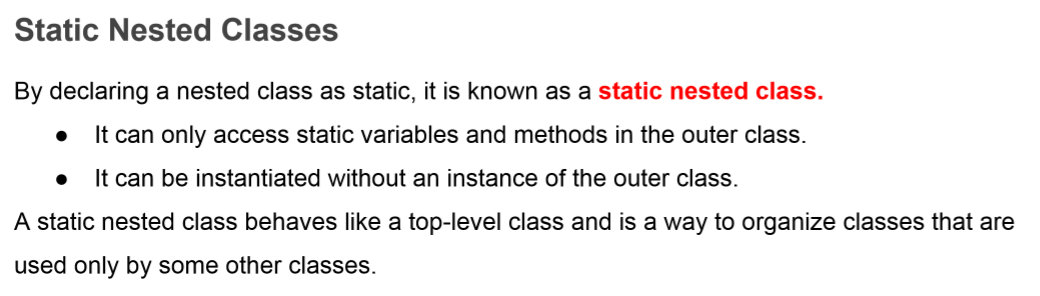 Static Nested Classes
By declaring a nested class as static, it is known as a static nested class.
● It can only access static variables and methods in the outer class.
● It can be instantiated without an instance of the outer class.
A static nested class behaves like a top-level class and is a way to organize classes that are
used only by some other classes.